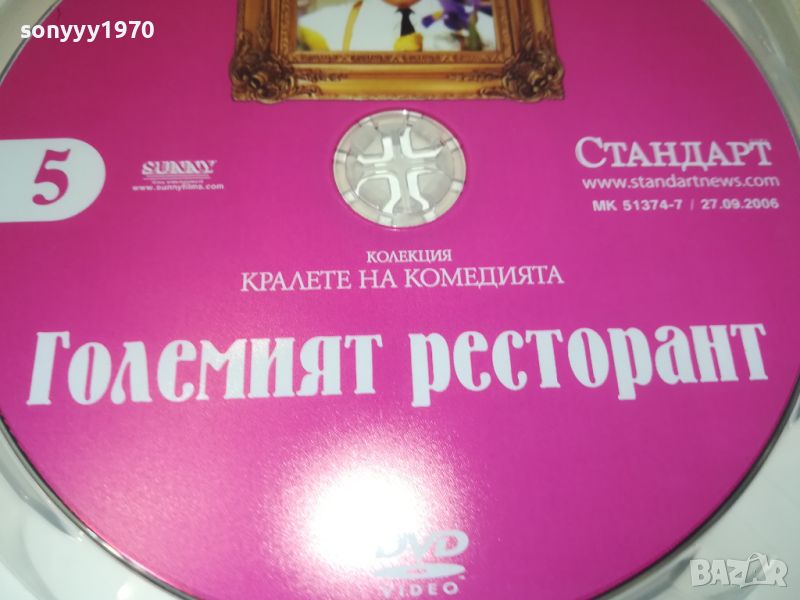 sonyyy1970
5
SUNNY
www.sunnyfilms.com
СТАНДАРТ
www.standartnews.com
МК 51374-7 / 27.09.2006
КОЛЕКЦИЯ
КРАЛЕТЕ НА КОМЕДИЯТА
Големият ресторант
DVD
VIDEO
BAZAR